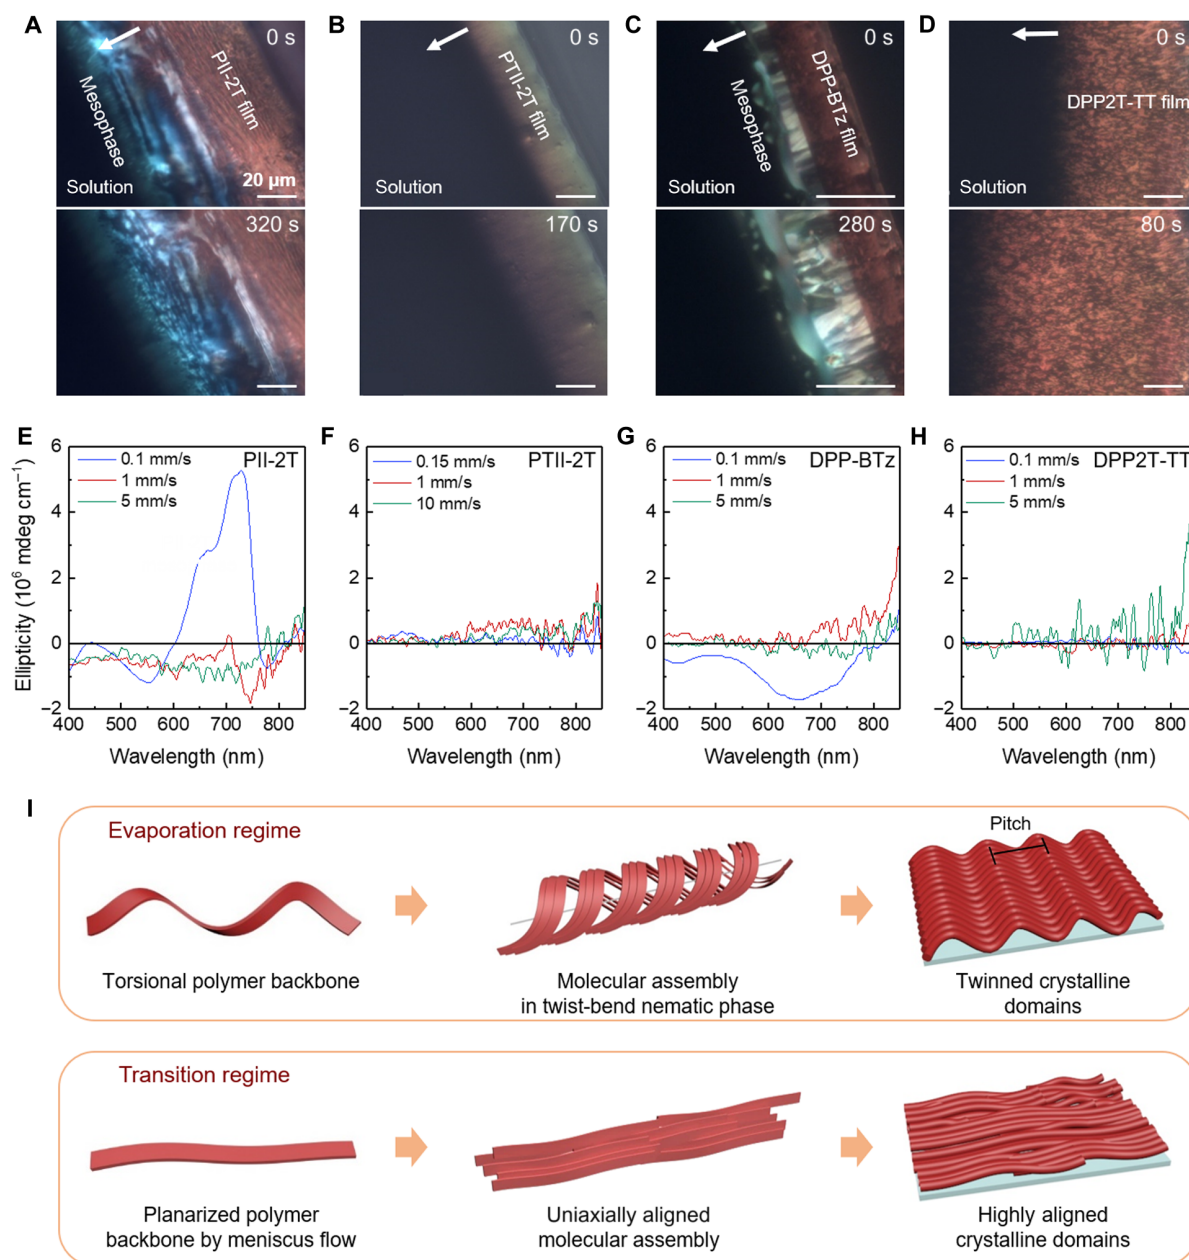 A
0 s
PII-2T film
Mesophase
Solution
20 µm
320 s
B
0 s
PTII-2T film
Solution
170 s
C
0 s
DPP-BTz film
Mesophase
Solution
280 s
D
0 s
DPP2T-TT film
Solution
80 s
E
PII-2T
0.1 mm/s
1 mm/s
5 mm/s
Ellipticity (10⁶ mdeg cm⁻¹)
6
4
2
0
−2
400 500 600 700 800
Wavelength (nm)
F
PTII-2T
0.15 mm/s
1 mm/s
10 mm/s
6
4
2
0
−2
400 500 600 700 800
Wavelength (nm)
G
DPP-BTz
0.1 mm/s
1 mm/s
5 mm/s
6
4
2
0
−2
400 500 600 700 800
Wavelength (nm)
H
DPP2T-TT
0.1 mm/s
1 mm/s
5 mm/s
6
4
2
0
−2
400 500 600 700 800
Wavelength (nm)
I
Evaporation regime
Pitch
Torsional polymer backbone
Molecular assembly
in twist-bend nematic phase
Twinned crystalline
domains
Transition regime
Planarized polymer
backbone by meniscus flow
Uniaxially aligned
molecular assembly
Highly aligned
crystalline domains